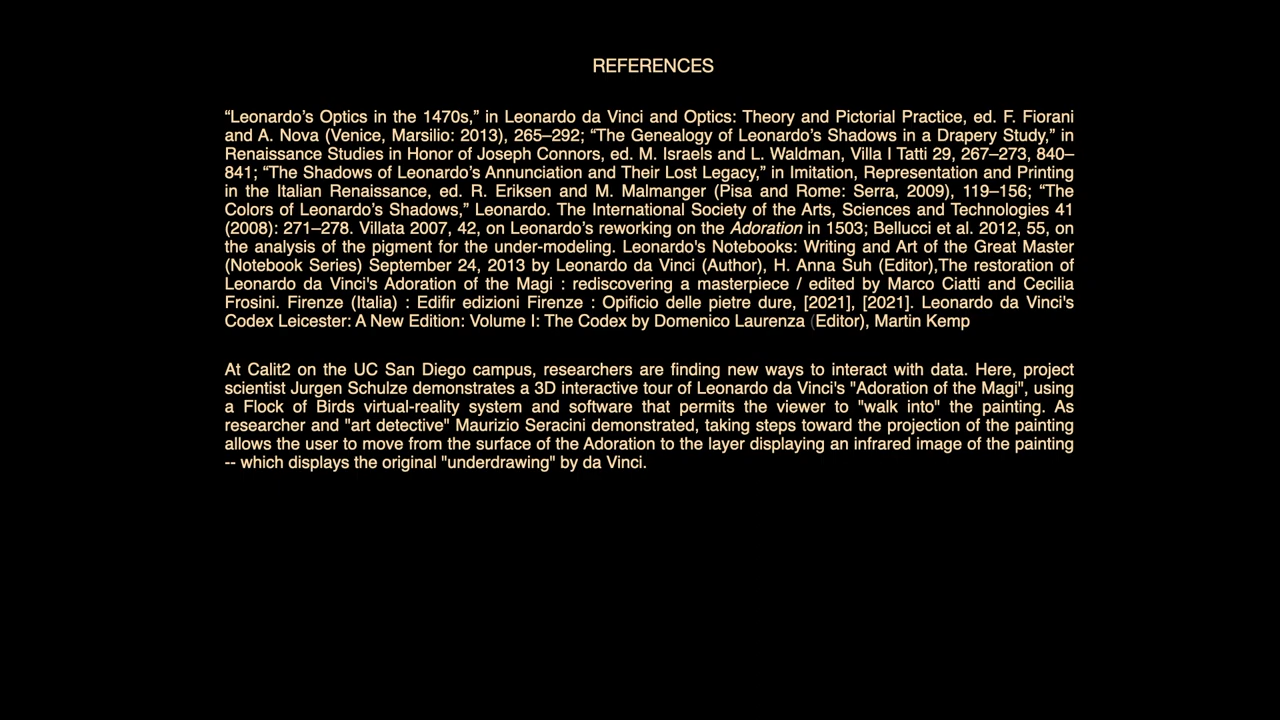 REFERENCES
“Leonardo’s Optics in the 1470s,” in Leonardo da Vinci and Optics: Theory and Pictorial Practice, ed. F. Fiorani
and A. Nova (Venice, Marsilio: 2013), 265–292; “The Genealogy of Leonardo’s Shadows in a Drapery Study,” in
Renaissance Studies in Honor of Joseph Connors, ed. M. Israels and L. Waldman, Villa I Tatti 29, 267–273, 840–
841; “The Shadows of Leonardo’s Annunciation and Their Lost Legacy,” in Imitation, Representation and Printing
in the Italian Renaissance, ed. R. Eriksen and M. Malmanger (Pisa and Rome: Serra, 2009), 119–156; “The
Colors of Leonardo’s Shadows,” Leonardo. The International Society of the Arts, Sciences and Technologies 41
(2008): 271–278. Villata 2007, 42, on Leonardo’s reworking on the Adoration in 1503; Bellucci et al. 2012, 55, on
the analysis of the pigment for the under-modeling. Leonardo's Notebooks: Writing and Art of the Great Master
(Notebook Series) September 24, 2013 by Leonardo da Vinci (Author), H. Anna Suh (Editor),The restoration of
Leonardo da Vinci's Adoration of the Magi : rediscovering a masterpiece / edited by Marco Ciatti and Cecilia
Frosini. Firenze (Italia) : Edifir edizioni Firenze : Opificio delle pietre dure, [2021], [2021]. Leonardo da Vinci's
Codex Leicester: A New Edition: Volume I: The Codex by Domenico Laurenza (Editor), Martin Kemp
At Calit2 on the UC San Diego campus, researchers are finding new ways to interact with data. Here, project
scientist Jurgen Schulze demonstrates a 3D interactive tour of Leonardo da Vinci's "Adoration of the Magi", using
a Flock of Birds virtual-reality system and software that permits the viewer to "walk into" the painting. As
researcher and "art detective" Maurizio Seracini demonstrated, taking steps toward the projection of the painting
allows the user to move from the surface of the Adoration to the layer displaying an infrared image of the painting
-- which displays the original "underdrawing" by da Vinci.